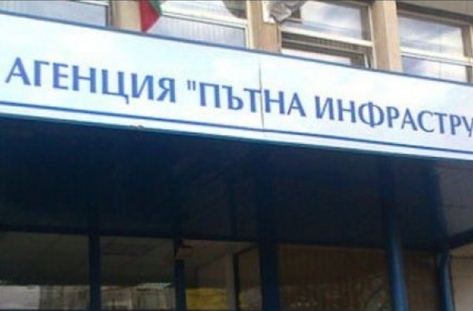 АГЕНЦИЯ "ПЪТНА ИНФРАСТРУ